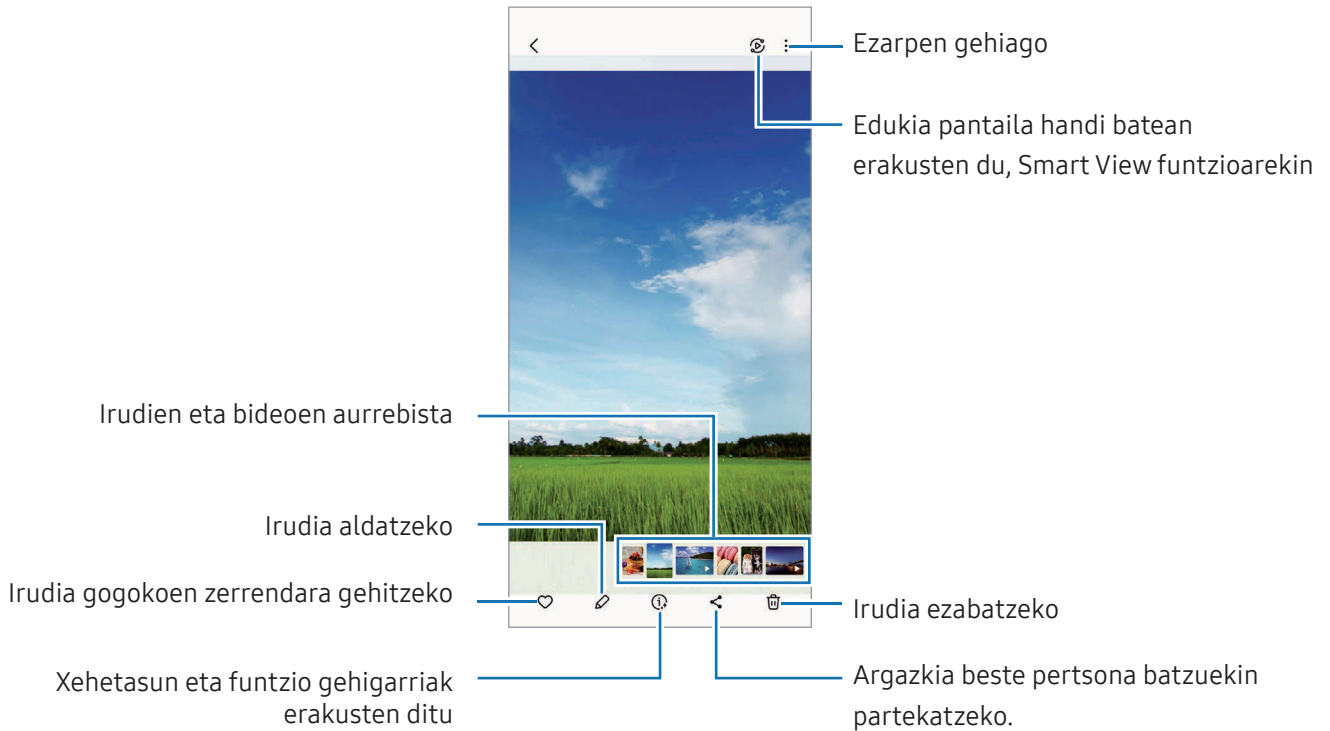 Ezarpen gehiago
Edukia pantaila handi batean
erakusten du, Smart View funtzioarekin
Irudien eta bideoen aurrebista
Irudia aldatzeko
Irudia gogokoen zerrendara gehitzeko
Irudia ezabatzeko
Xehetasun eta funtzio gehigarriak
erakusten ditu
Argazkia beste pertsona batzuekin
partekatzeko.